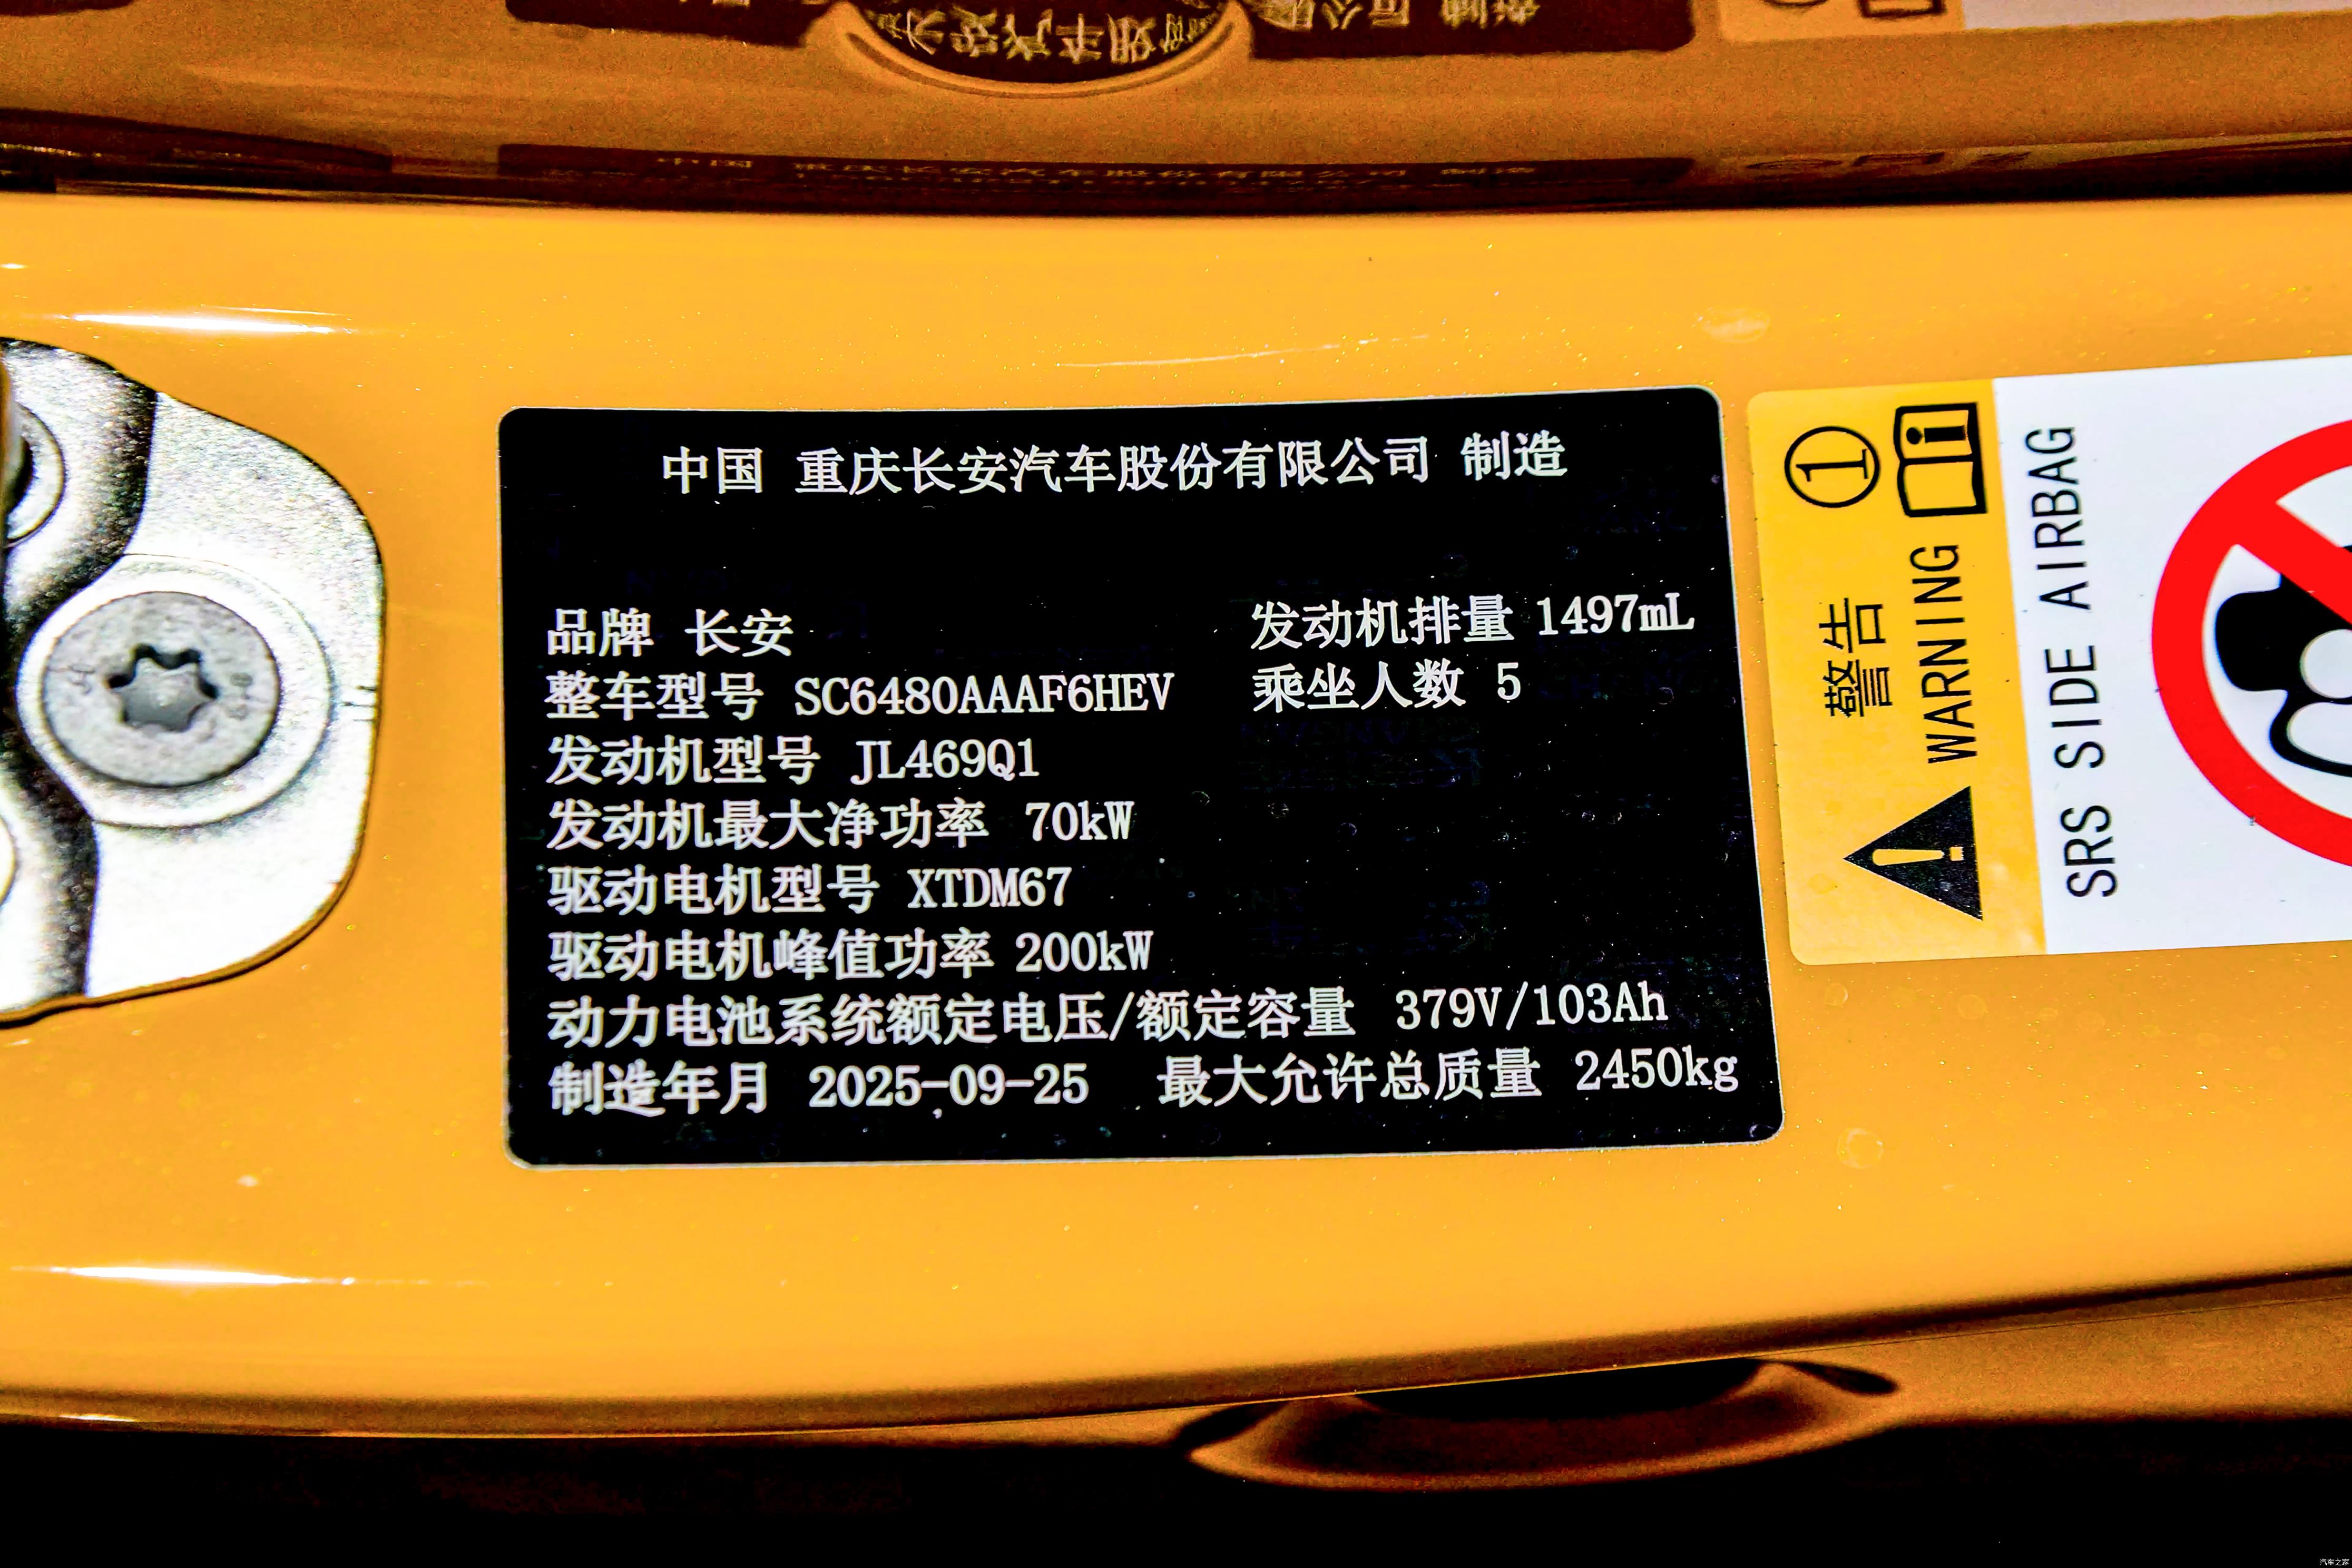 中国 重庆长安汽车股份有限公司 制造
品牌 长安
发动机排量 1497mL
整车型号 SC6480AAAF6HEV
乘坐人数 5
发动机型号 JL469Q1
发动机最大净功率 70kW
驱动电机型号 XTDM67
驱动电机峰值功率 200kW
动力电池系统额定电压/额定容量 379V/103Ah
制造年月 2025-09-25 最大允许总质量 2450kg
①
警告
WARNING
SRS SIDE AIRBAG
汽车之家